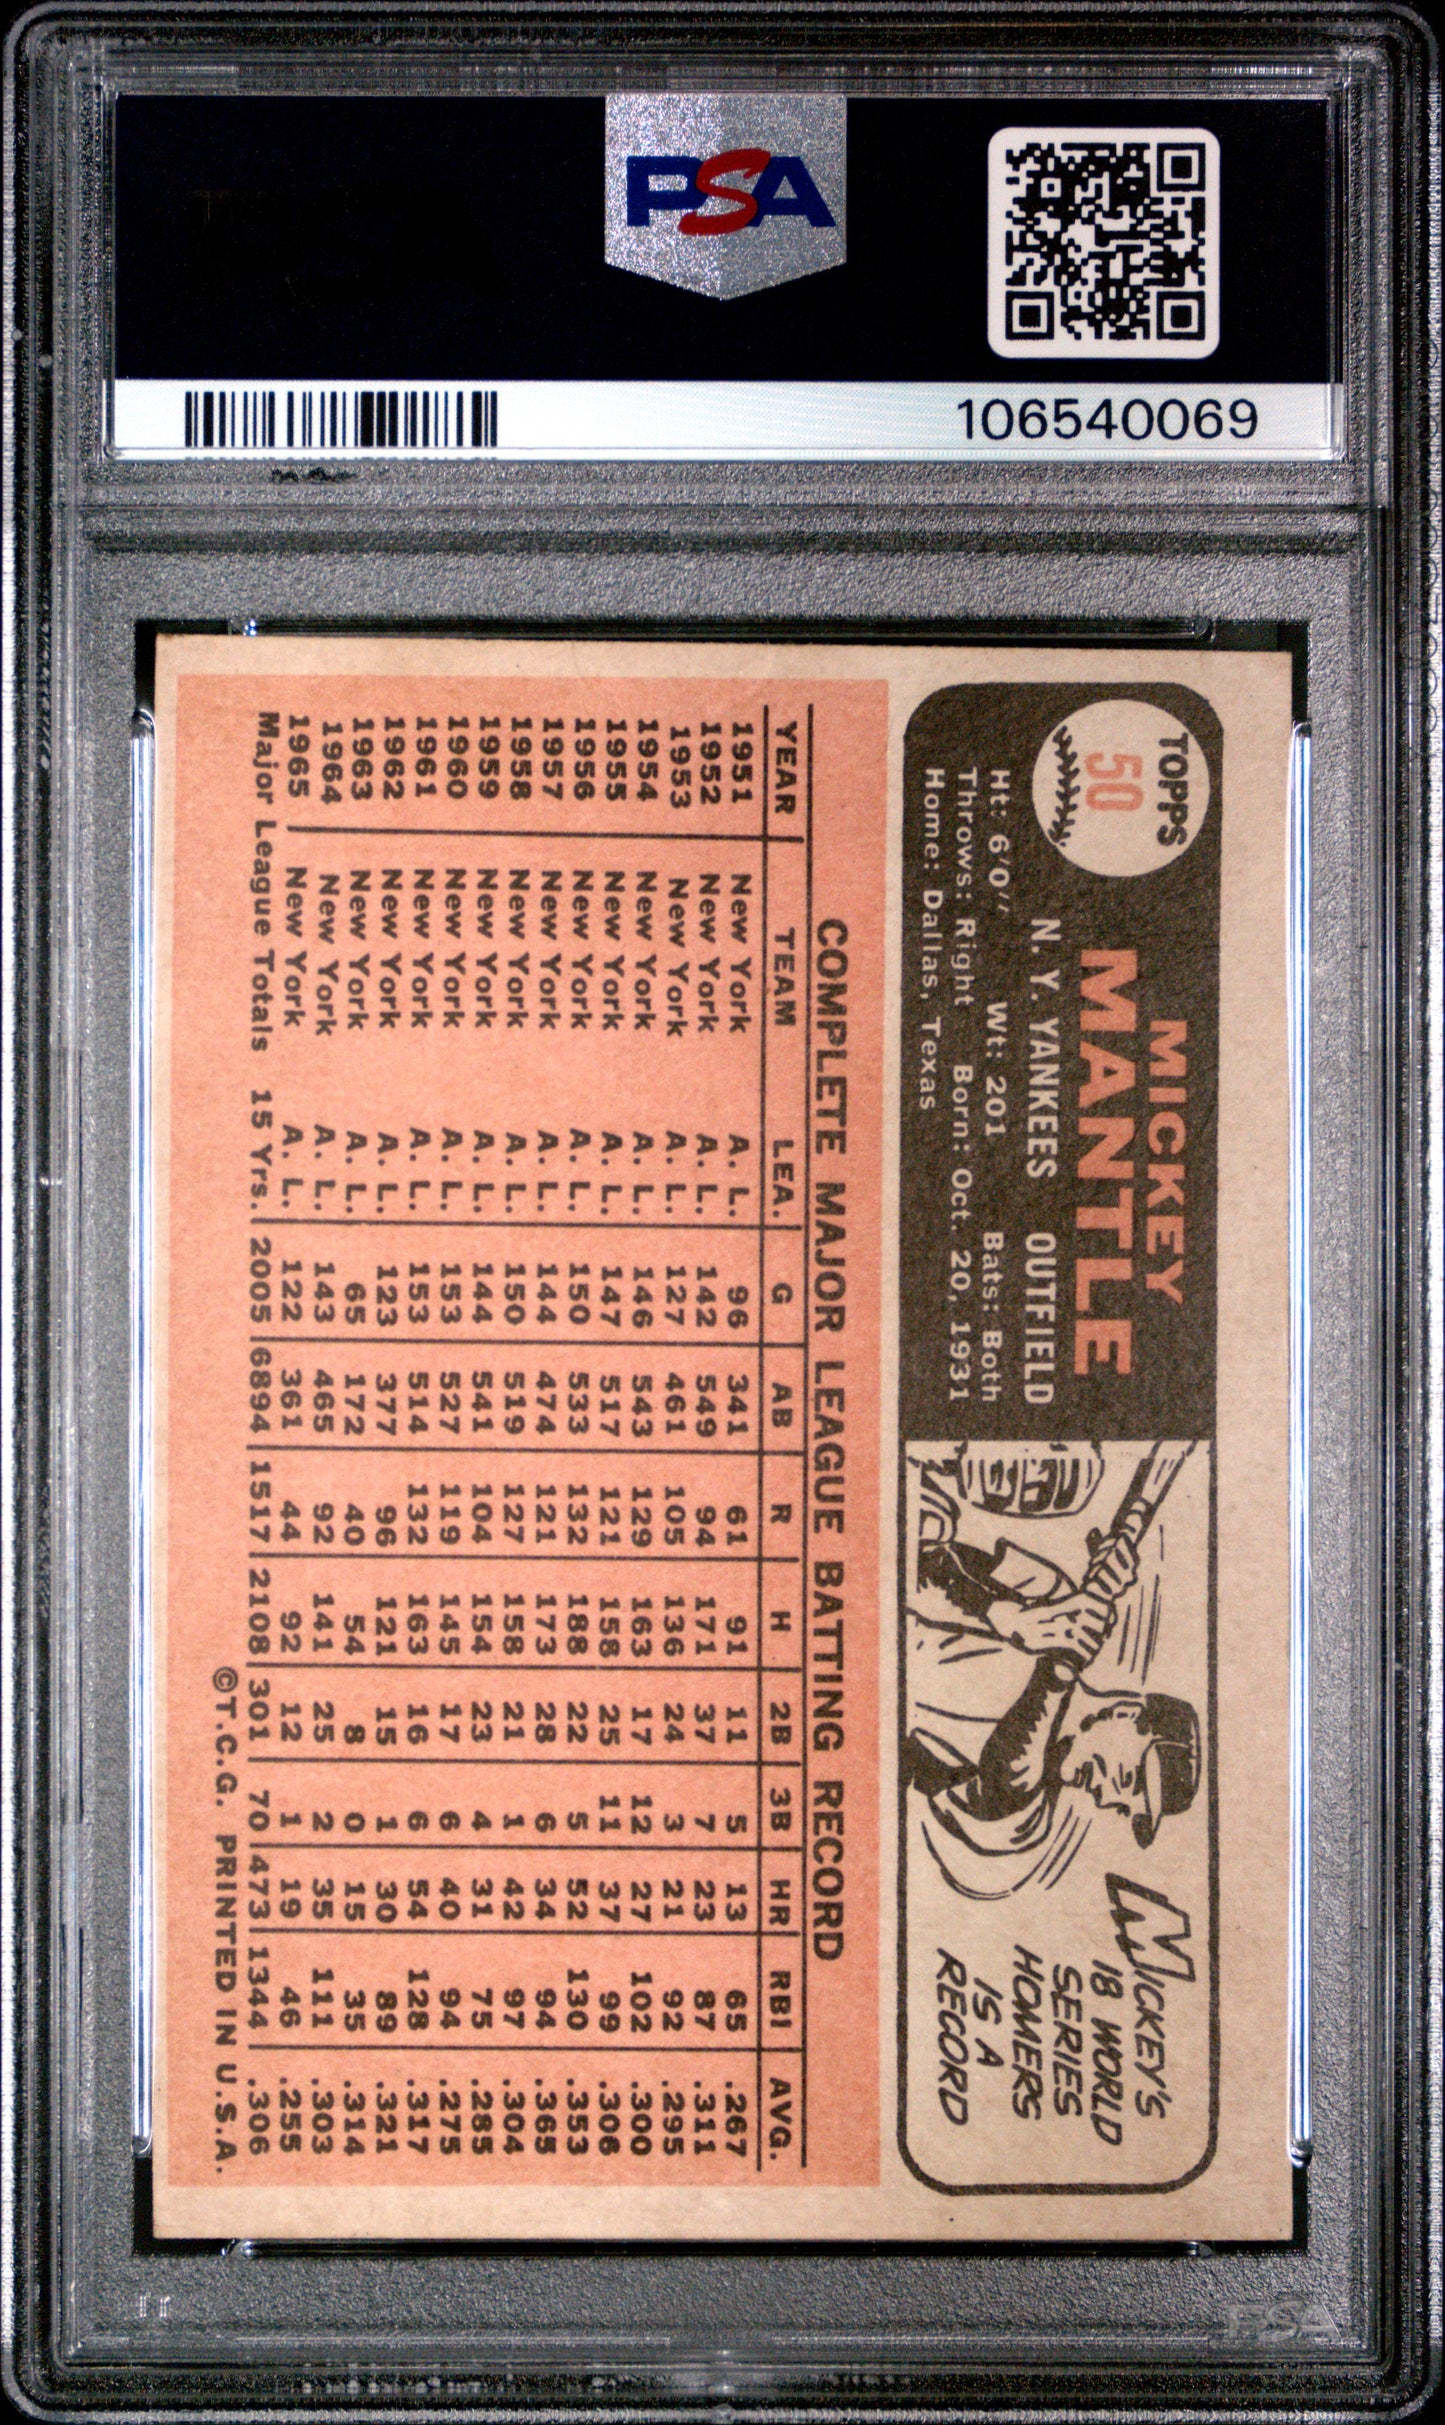 PSA
106540069
TOPPS
50
MICKEY
MANTLE
N. Y. YANKEES OUTFIELD
Ht: 6'0'' Wt: 201 Bats: Both
Throws: Right Born: Oct. 20, 1931
Home: Dallas, Texas
MICKEY'S
18 WORLD
SERIES
HOMERS
IS A
RECORD
COMPLETE MAJOR LEAGUE BATTING RECORD
YEAR TEAM LEA. G AB R H 2B 3B HR RBI AVG.
1951 New York A. L. 96 341 61 91 11 5 13 65 .267
1952 New York A. L. 142 549 94 171 37 7 23 87 .311
1953 New York A. L. 127 461 105 136 24 3 21 92 .295
1954 New York A. L. 146 543 129 163 17 12 27 102 .300
1955 New York A. L. 147 517 121 158 25 11 37 99 .306
1956 New York A. L. 150 533 132 188 22 5 52 130 .353
1957 New York A. L. 144 474 121 173 28 6 34 94 .365
1958 New York A. L. 150 519 127 158 21 1 42 97 .304
1959 New York A. L. 144 541 104 154 23 4 31 75 .285
1960 New York A. L. 153 527 119 145 17 6 40 94 .275
1961 New York A. L. 153 514 132 163 16 6 54 128 .317
1962 New York A. L. 123 377 96 121 15 1 30 89 .321
1963 New York A. L. 65 172 40 54 8 0 15 35 .314
1964 New York A. L. 143 465 92 141 25 2 35 111 .303
1965 New York A. L. 122 361 44 92 12 1 19 46 .255
Major League Totals 15 Yrs. 2005 6894 1517 2108 301 70 473 1344 .306
©T.C.G. PRINTED IN U.S.A.
PSA